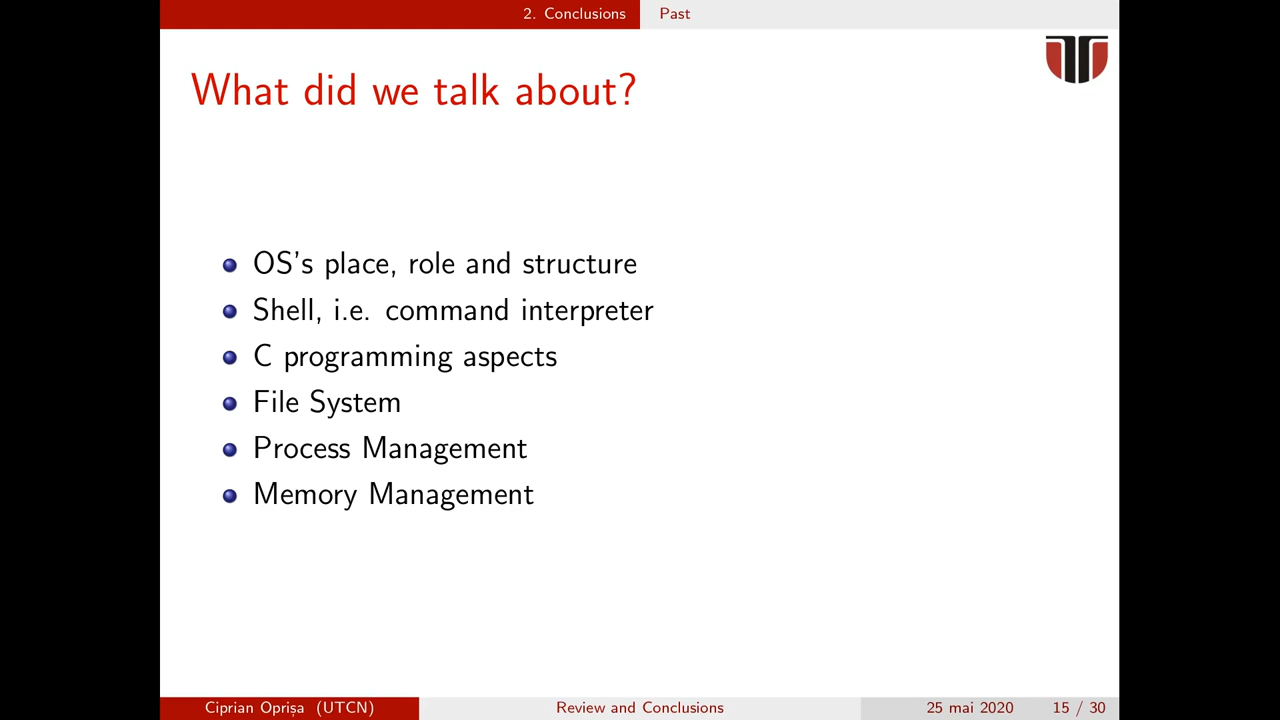 2. Conclusions Past
What did we talk about?
OS's place, role and structure
Shell, i.e. command interpreter
C programming aspects
File System
Process Management
Memory Management
Ciprian Oprișa (UTCN) Review and Conclusions 25 mai 2020 15 / 30